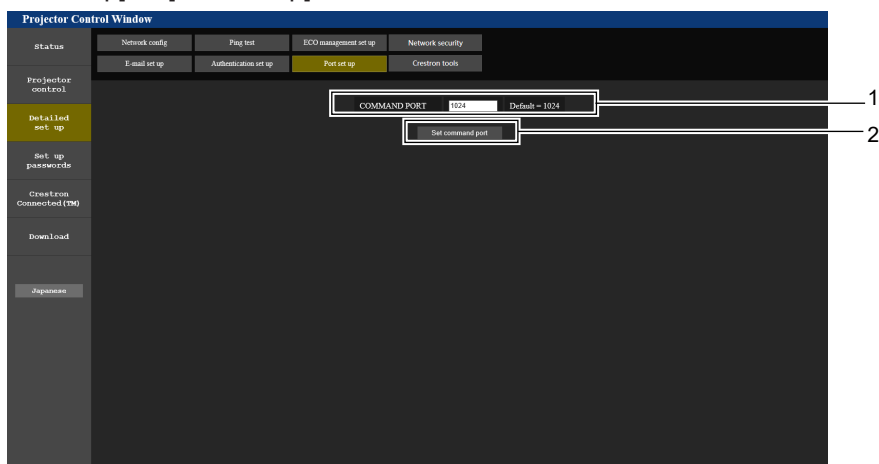 Projector Control Window
Status
Network config
Ping test
ECO management set up
Network security
E-mail set up
Authentication set up
Port set up
Crestron tools
Projector
control
Detailed
set up
Set up
passwords
Crestron
Connected(TM)
Download
Japanese
COMMAND PORT 1024 Default = 1024
1
Set command port
2